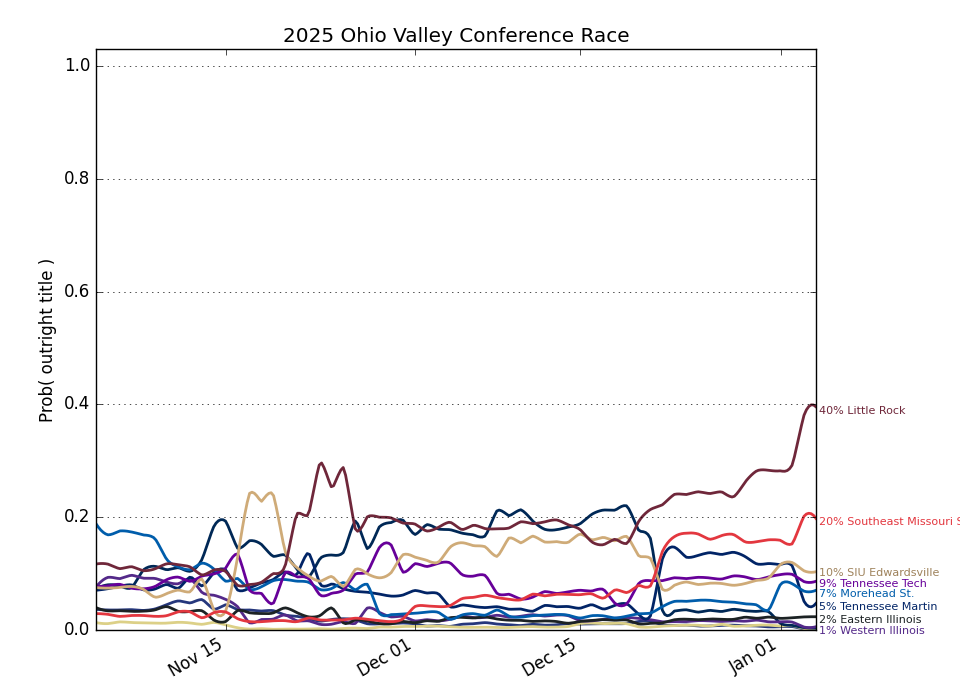 2025 Ohio Valley Conference Race
1.0
0.8
0.6
0.4
0.2
0.0
Prob( outright title )
40% Little Rock
20% Southeast Missouri S
10% SIU Edwardsville
9% Tennessee Tech
7% Morehead St.
5% Tennessee Martin
2% Eastern Illinois
1% Western Illinois
Nov 15
Dec 01
Dec 15
Jan 01